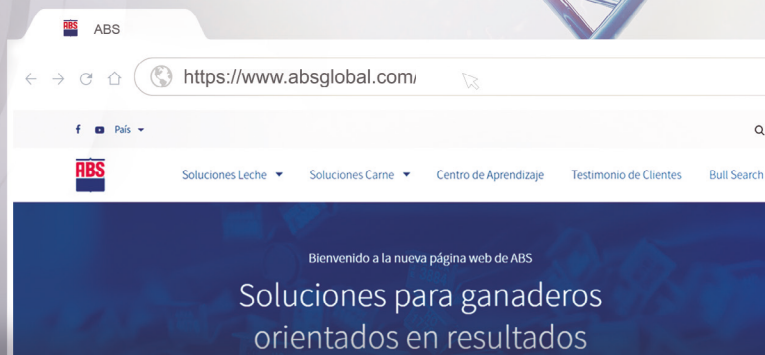 ABS
ABS
https://www.absglobal.com/
f País
ABS
Soluciones Leche Soluciones Carne Centro de Aprendizaje Testimonio de Clientes Bull Search
Bienvenido a la nueva página web de ABS
Soluciones para ganaderos
orientados en resultados